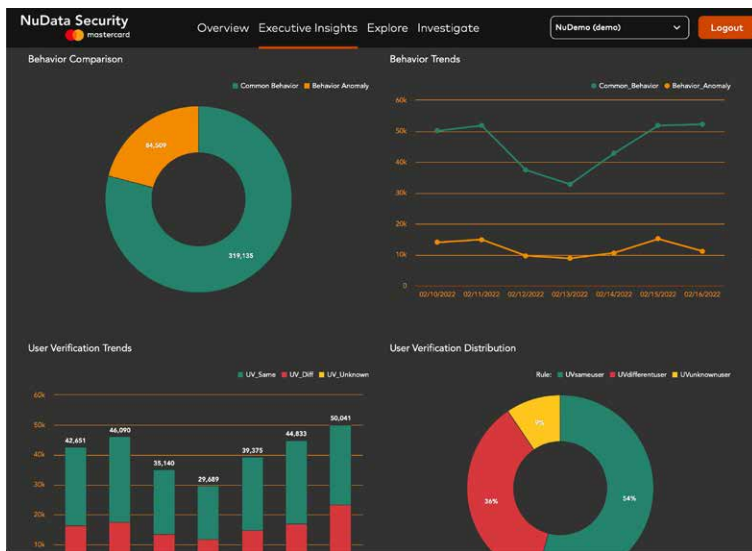 NuData Security
mastercard
Overview Executive Insights Explore Investigate
NuDemo (demo)
Logout
Behavior Comparison
Common Behavior Behavior Anomaly
84,509
319,135
Behavior Trends
Common_Behavior Behavior_Anomaly
60k
50k
40k
30k
20k
10k
0
02/10/2022 02/11/2022 02/12/2022 02/13/2022 02/14/2022 02/15/2022 02/16/2022
User Verification Trends
UV_Same UV_Diff UV_Unknown
60k
50k
40k
30k
20k
10k
42,651
46,090
35,140
29,689
39,375
44,833
50,041
User Verification Distribution
Rule: UVsameuser UVdifferentuser UVunknownuser
9%
36%
54%